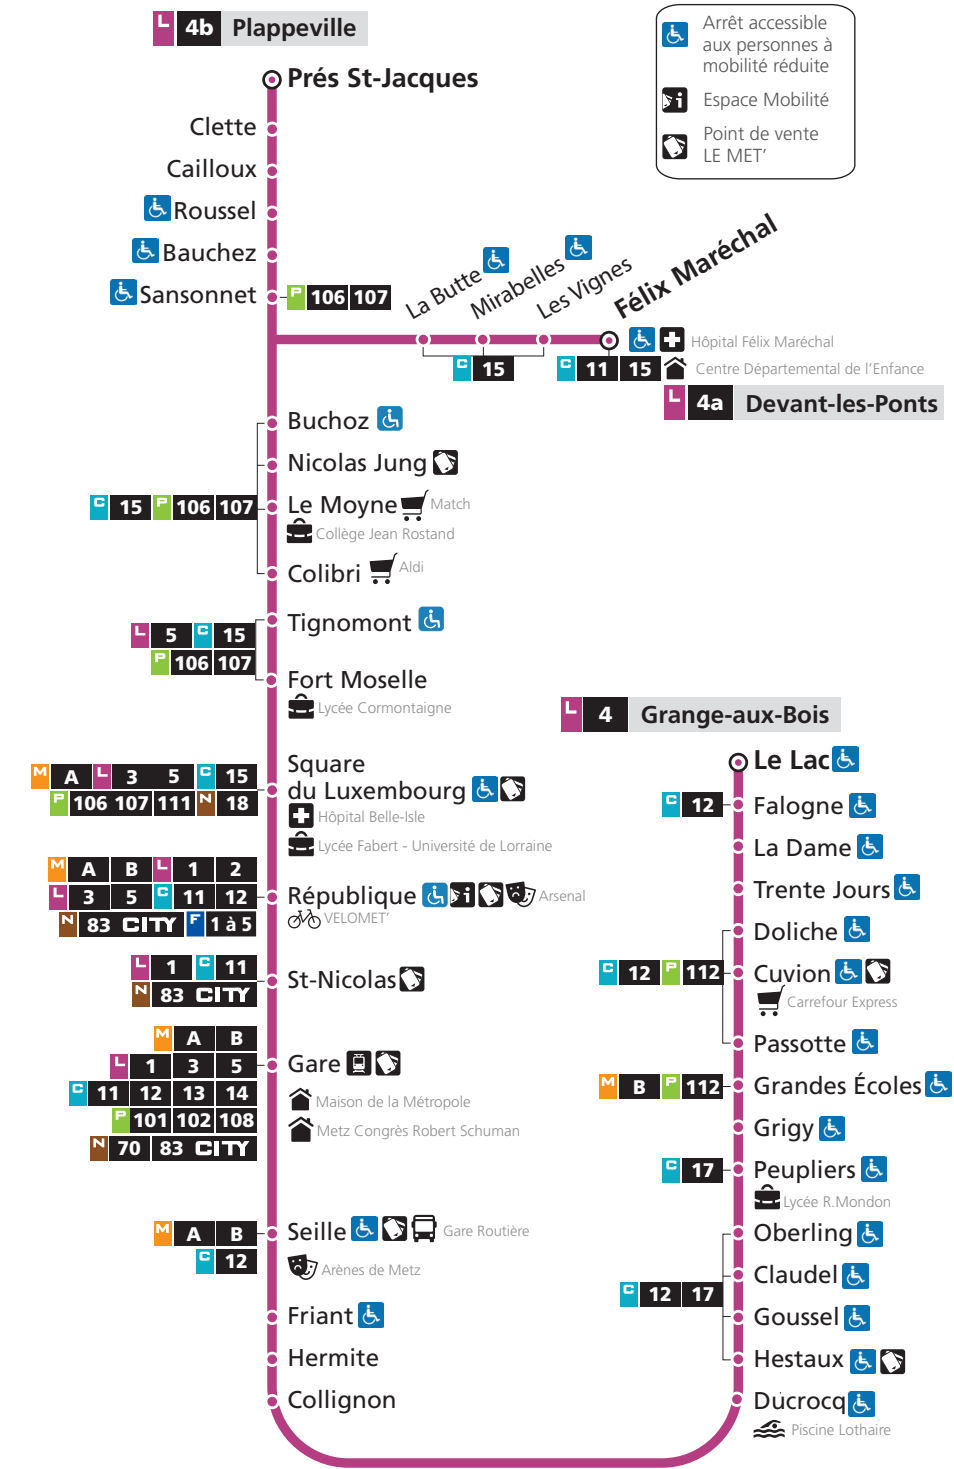 L 4b Plappeville
Arrêt accessible
aux personnes à
mobilité réduite
Espace Mobilité
Point de vente
LE MET'
Prés St-Jacques
Clette
Cailloux
Roussel
Bauchez
Sansonnet
P 106 107
La Butte
Mirabelles
Les Vignes
Félix Maréchal
Hôpital Félix Maréchal
C 15
C 11 15
Centre Départemental de l'Enfance
L 4a Devant-les-Ponts
Buchoz
Nicolas Jung
C 15 P 106 107
Le Moyne
Match
Collège Jean Rostand
Colibri
Aldi
Tignomont
L 5 C 15
P 106 107
Fort Moselle
Lycée Cormontaigne
M A L 3 5 C 15
P 106 107 111 N 18
Square
du Luxembourg
Hôpital Belle-Isle
Lycée Fabert - Université de Lorraine
M A B L 1 2
L 3 5 C 11 12
N 83 CITY F 1 à 5
République
Arsenal
VELOMET'
L 1 C 11
N 83 CITY
St-Nicolas
M A B
L 1 3 5
C 11 12 13 14
P 101 102 108
N 70 83 CITY
Gare
Maison de la Métropole
Metz Congrès Robert Schuman
M A B
C 12
Seille
Gare Routière
Arènes de Metz
Friant
Hermite
Collignon
L 4 Grange-aux-Bois
Le Lac
C 12
Falogne
La Dame
Trente Jours
Doliche
C 12 P 112
Cuvion
Carrefour Express
Passotte
M B P 112
Grandes Écoles
Grigy
C 17
Peupliers
Lycée R.Mondon
Oberling
Claudel
C 12 17
Goussel
Hestaux
Ducrocq
Piscine Lothaire